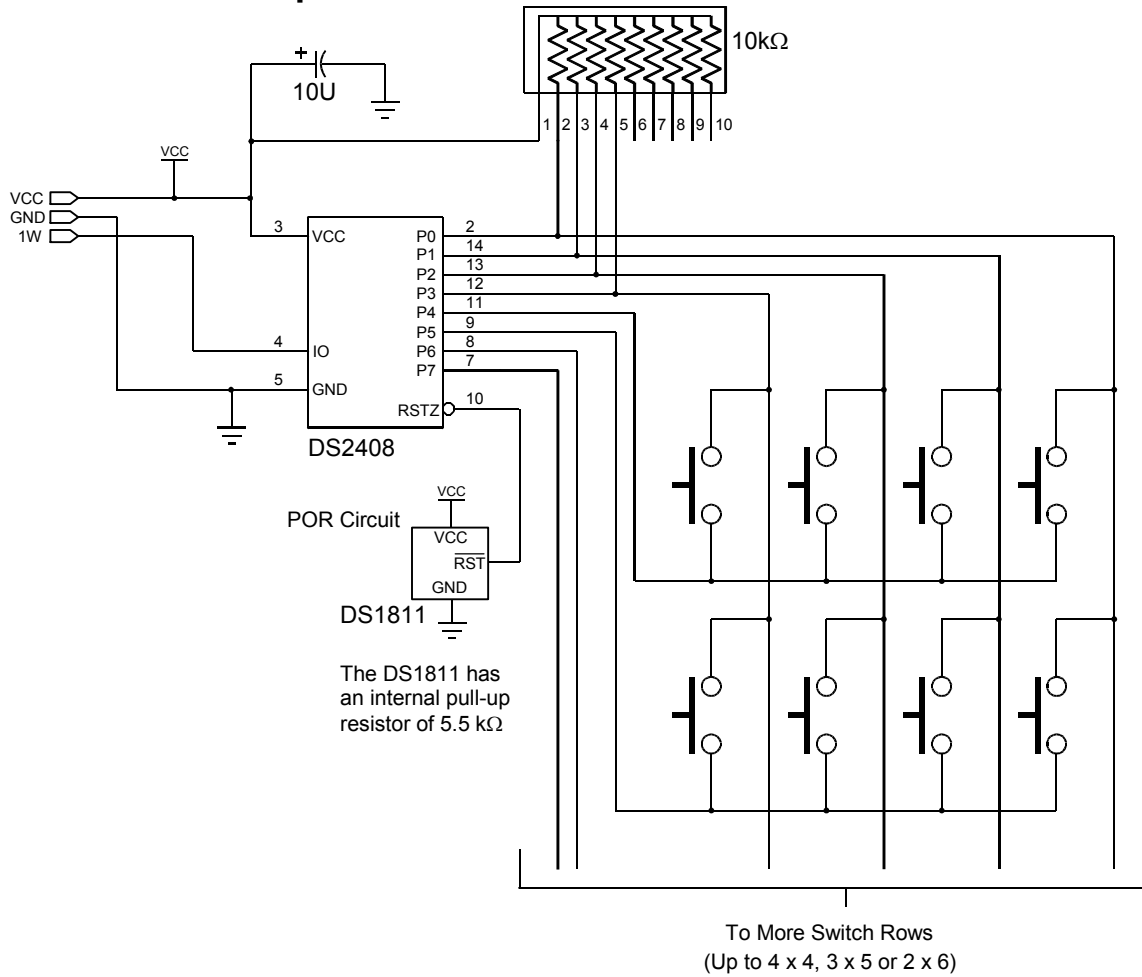 10kΩ
+
10U
1 2 3 4 5 6 7 8 9 10
VCC
VCC
GND
1W
3 VCC
4 IO
5 GND
P0 2
P1 14
P2 13
P3 12
P4 11
P5 9
P6 8
P7 7
RSTZ 10
DS2408
POR Circuit
VCC
VCC
RST
GND
DS1811
The DS1811 has
an internal pull-up
resistor of 5.5 kΩ
To More Switch Rows
(Up to 4 x 4, 3 x 5 or 2 x 6)